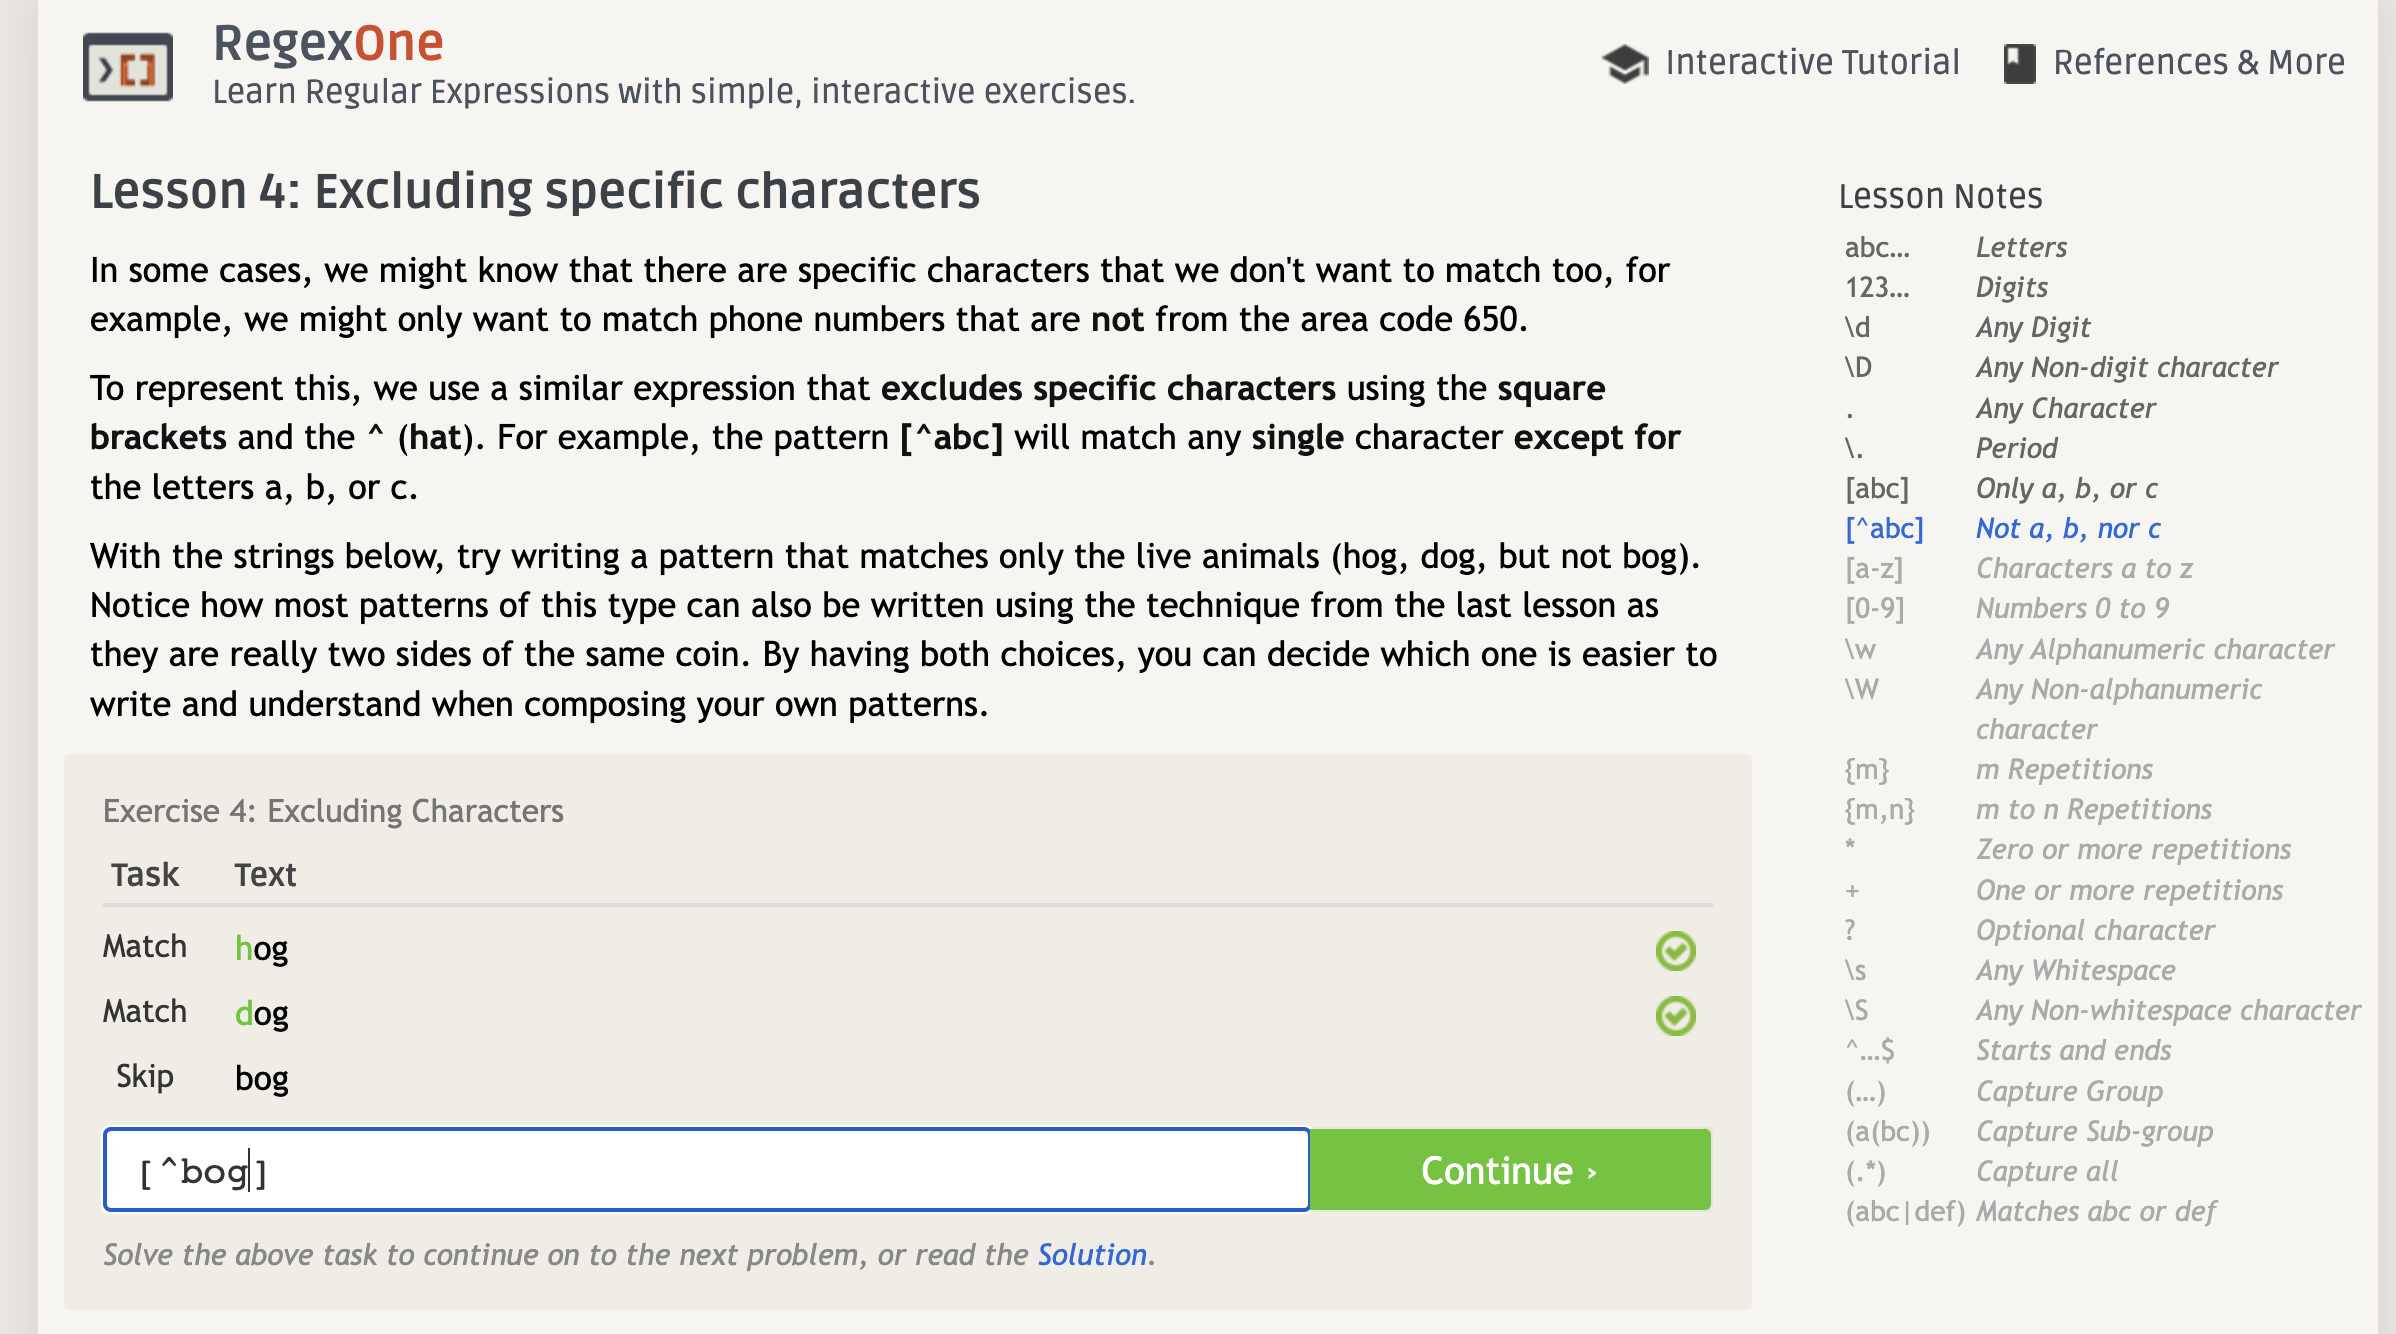 RegexOne
Learn Regular Expressions with simple, interactive exercises.
Interactive Tutorial
References & More
Lesson 4: Excluding specific characters
In some cases, we might know that there are specific characters that we don't want to match too, for
example, we might only want to match phone numbers that are not from the area code 650.
To represent this, we use a similar expression that excludes specific characters using the square
brackets and the ^ (hat). For example, the pattern [^abc] will match any single character except for
the letters a, b, or c.
With the strings below, try writing a pattern that matches only the live animals (hog, dog, but not bog).
Notice how most patterns of this type can also be written using the technique from the last lesson as
they are really two sides of the same coin. By having both choices, you can decide which one is easier to
write and understand when composing your own patterns.
Exercise 4: Excluding Characters
Task Text
Match hog
Match dog
Skip bog
[^bog]
Continue ›
Solve the above task to continue on to the next problem, or read the Solution.
Lesson Notes
abc… Letters
123… Digits
\d Any Digit
\D Any Non-digit character
. Any Character
\. Period
[abc] Only a, b, or c
[^abc] Not a, b, nor c
[a-z] Characters a to z
[0-9] Numbers 0 to 9
\w Any Alphanumeric character
\W Any Non-alphanumeric
character
{m} m Repetitions
{m,n} m to n Repetitions
* Zero or more repetitions
+ One or more repetitions
? Optional character
\s Any Whitespace
\S Any Non-whitespace character
^…$ Starts and ends
(…) Capture Group
(a(bc)) Capture Sub-group
(.*) Capture all
(abc|def) Matches abc or def